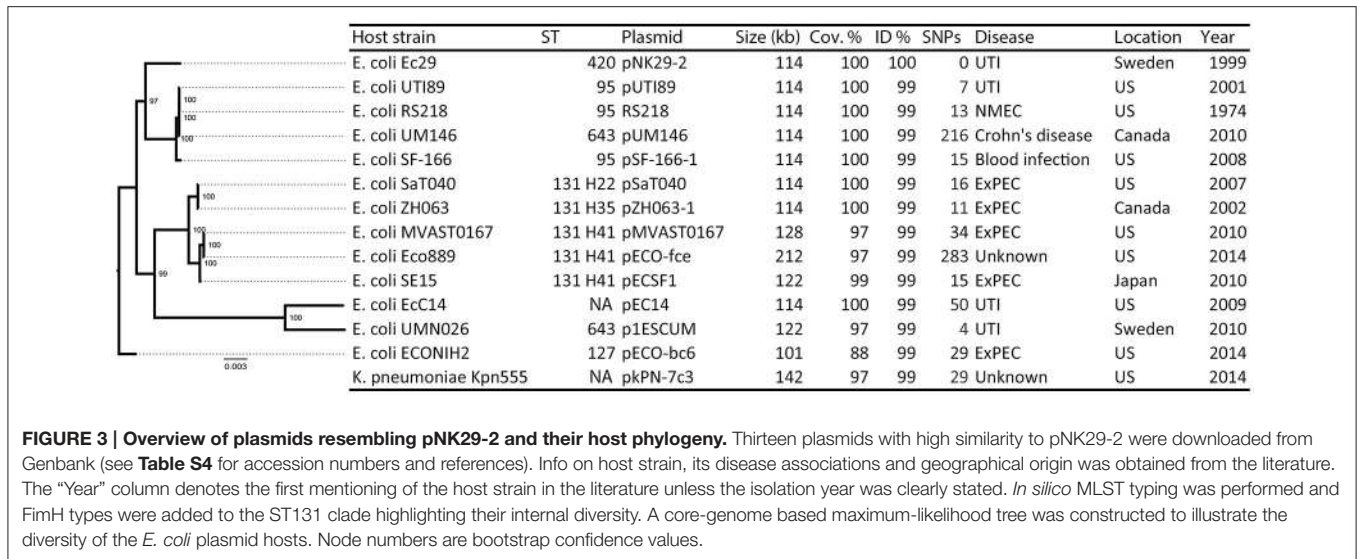 Host strain ST Plasmid Size (kb) Cov. % ID % SNPs Disease Location Year
E. coli Ec29 420 pNK29-2 114 100 100 0 UTI Sweden 1999
E. coli UTI89 95 pUTI89 114 100 99 7 UTI US 2001
E. coli RS218 95 RS218 114 100 99 13 NMEC US 1974
E. coli UM146 643 pUM146 114 100 99 216 Crohn's disease Canada 2010
E. coli SF-166 95 pSF-166-1 114 100 99 15 Blood infection US 2008
E. coli SaT040 131 H22 pSaT040 114 100 99 16 ExPEC US 2007
E. coli ZH063 131 H35 pZH063-1 114 100 99 11 ExPEC Canada 2002
E. coli MVAST0167 131 H41 pMVAST0167 128 97 99 34 ExPEC US 2010
E. coli Eco889 131 H41 pECO-fce 212 97 99 283 Unknown US 2014
E. coli SE15 131 H41 pECSF1 122 99 99 15 ExPEC Japan 2010
E. coli EcC14 NA pEC14 114 100 99 50 UTI US 2009
E. coli UMN026 643 p1ESCUM 122 97 99 4 UTI Sweden 2010
E. coli ECONIH2 127 pECO-bc6 101 88 99 29 ExPEC US 2014
K. pneumoniae Kpn555 NA pkPN-7c3 142 97 99 29 Unknown US 2014
97
100
100
100
100
100
100
100
99
100
0.003
FIGURE 3 | Overview of plasmids resembling pNK29-2 and their host phylogeny. Thirteen plasmids with high similarity to pNK29-2 were downloaded from
Genbank (see Table S4 for accession numbers and references). Info on host strain, its disease associations and geographical origin was obtained from the literature.
The “Year” column denotes the first mentioning of the host strain in the literature unless the isolation year was clearly stated. In silico MLST typing was performed and
FimH types were added to the ST131 clade highlighting their internal diversity. A core-genome based maximum-likelihood tree was constructed to illustrate the
diversity of the E. coli plasmid hosts. Node numbers are bootstrap confidence values.